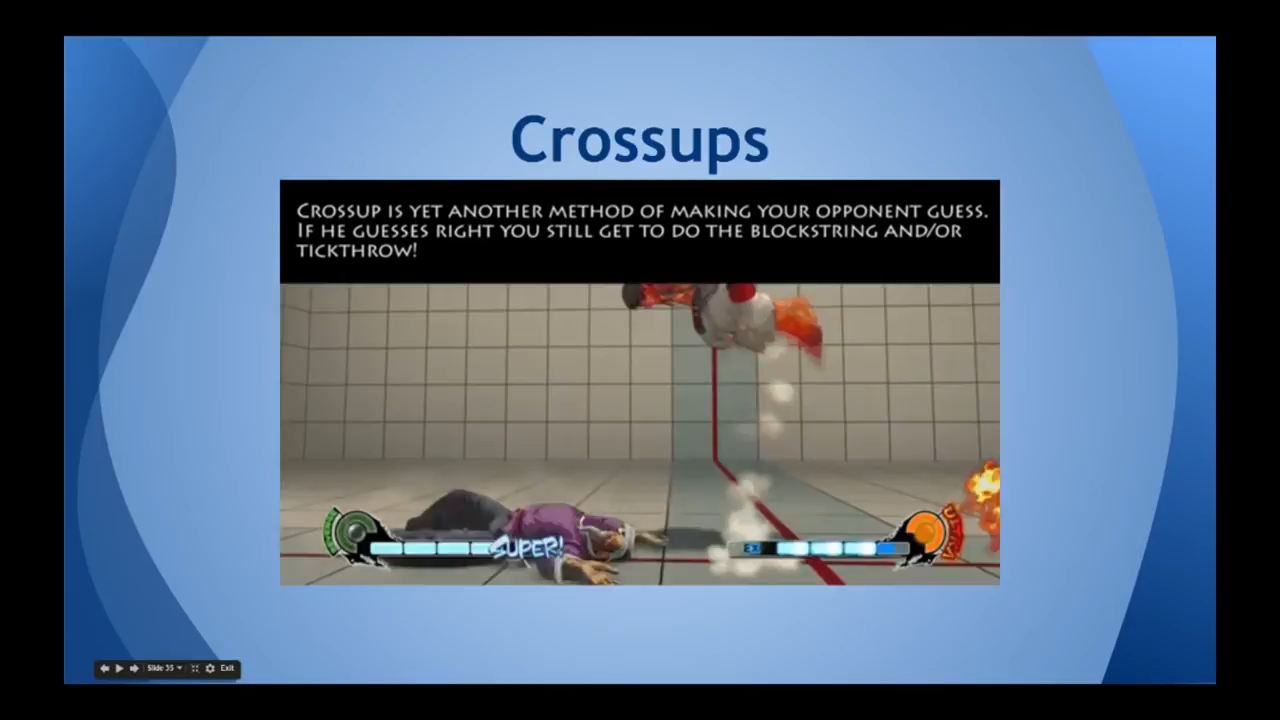 Crossups
CROSSUP IS YET ANOTHER METHOD OF MAKING YOUR OPPONENT GUESS.
IF HE GUESSES RIGHT YOU STILL GET TO DO THE BLOCKSTRING AND/OR
TICKTHROW!
SUPER!
EX
ULTRA
Slide 35
Exit